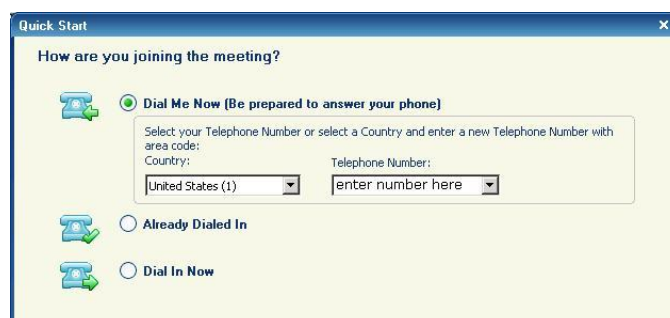 Quick Start
How are you joining the meeting?
Dial Me Now (Be prepared to answer your phone)
Select your Telephone Number or select a Country and enter a new Telephone Number with
area code:
Country:
Telephone Number:
United States (1)
enter number here
Already Dialed In
Dial In Now